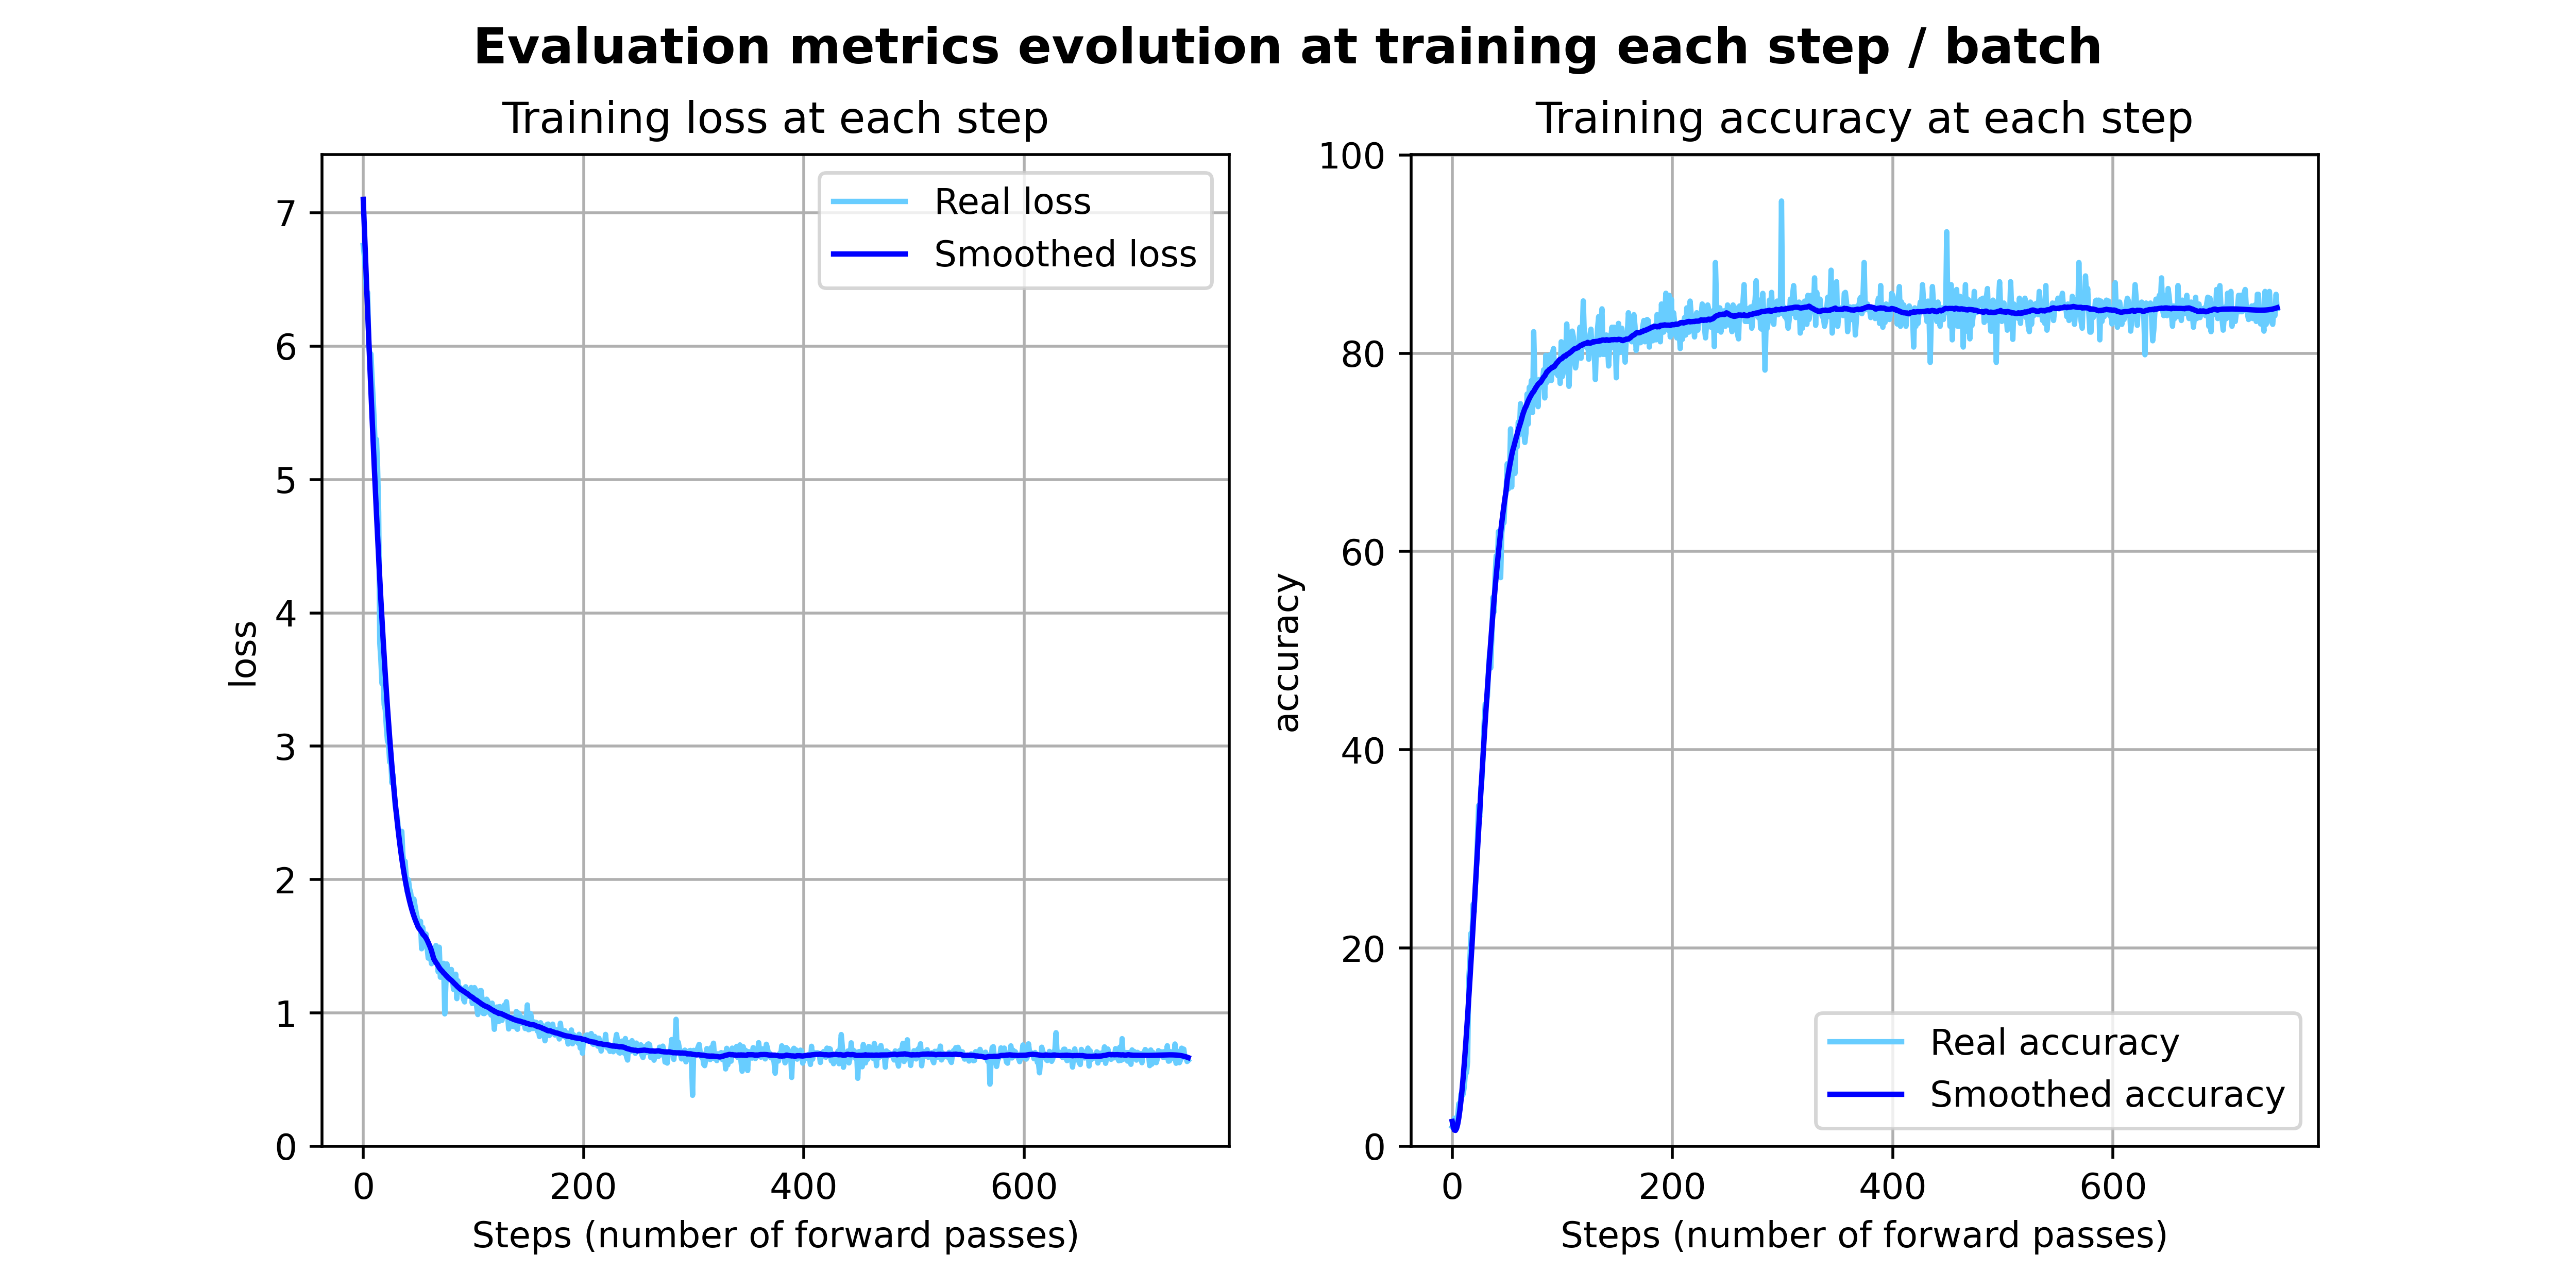 Evaluation metrics evolution at training each step / batch
Training loss at each step
Real loss
Smoothed loss
7
6
5
4
3
2
1
0
loss
0 200 400 600
Steps (number of forward passes)
Training accuracy at each step
100
80
60
40
20
0
accuracy
Real accuracy
Smoothed accuracy
0 200 400 600
Steps (number of forward passes)